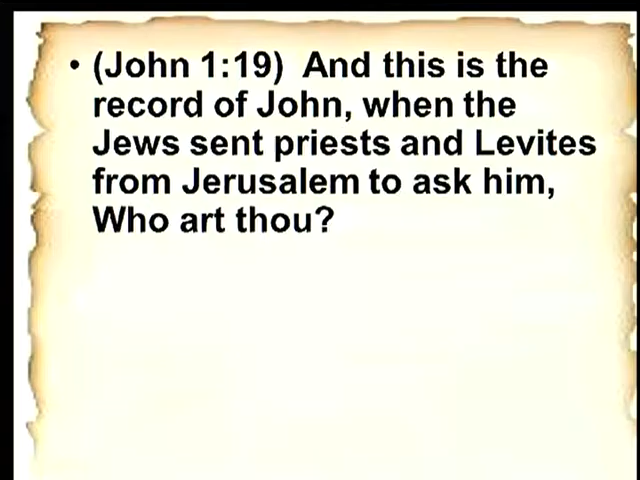 • (John 1:19)  And this is the
record of John, when the
Jews sent priests and Levites
from Jerusalem to ask him,
Who art thou?